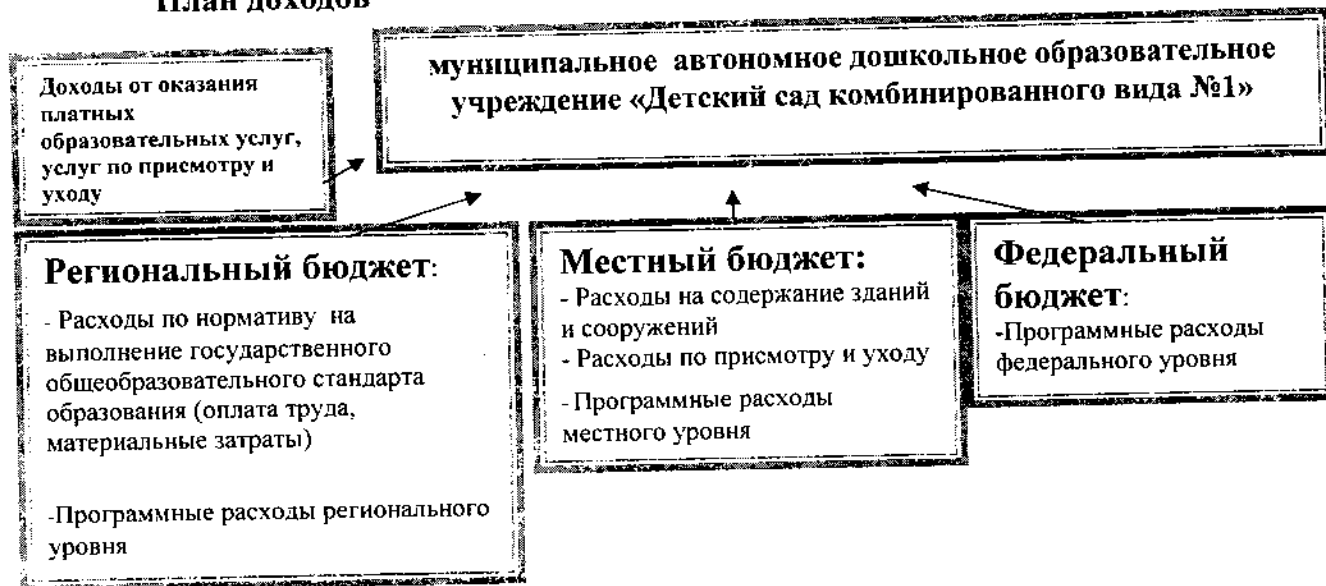 План доходов
муниципальное автономное дошкольное образовательное
учреждение «Детский сад комбинированного вида №1»
Доходы от оказания
платных
образовательных услуг,
услуг по присмотру и
уходу
Региональный бюджет:
- Расходы по нормативу на
выполнение государственного
общеобразовательного стандарта
образования (оплата труда,
материальные затраты)
-Программные расходы регионального
уровня
Местный бюджет:
- Расходы на содержание зданий
и сооружений
- Расходы по присмотру и уходу
- Программные расходы
местного уровня
Федеральный
бюджет:
-Программные расходы
федерального уровня